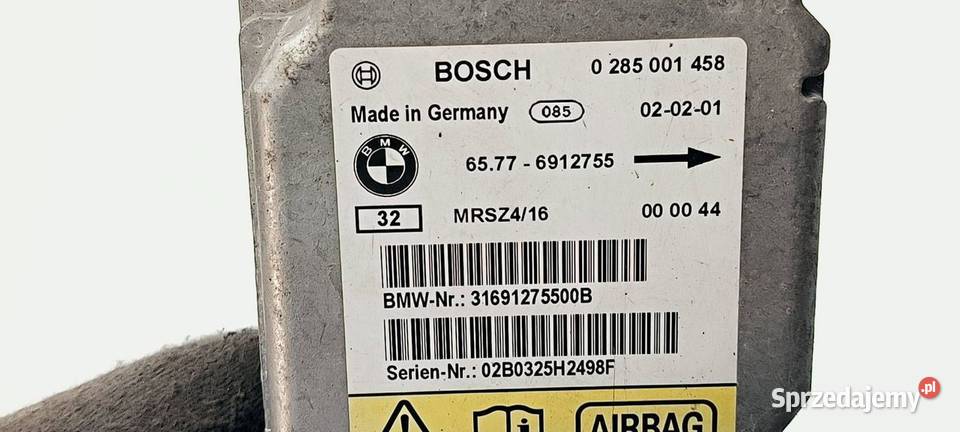 BOSCH 0 285 001 458
Made in Germany 085 02-02-01
BMW 65.77 - 6912755
32 MRSZ4/16 00 00 44
BMW-Nr.: 31691275500B
Serien-Nr.: 02B0325H2498F
AIRBAG
Sprzedajemy.pl